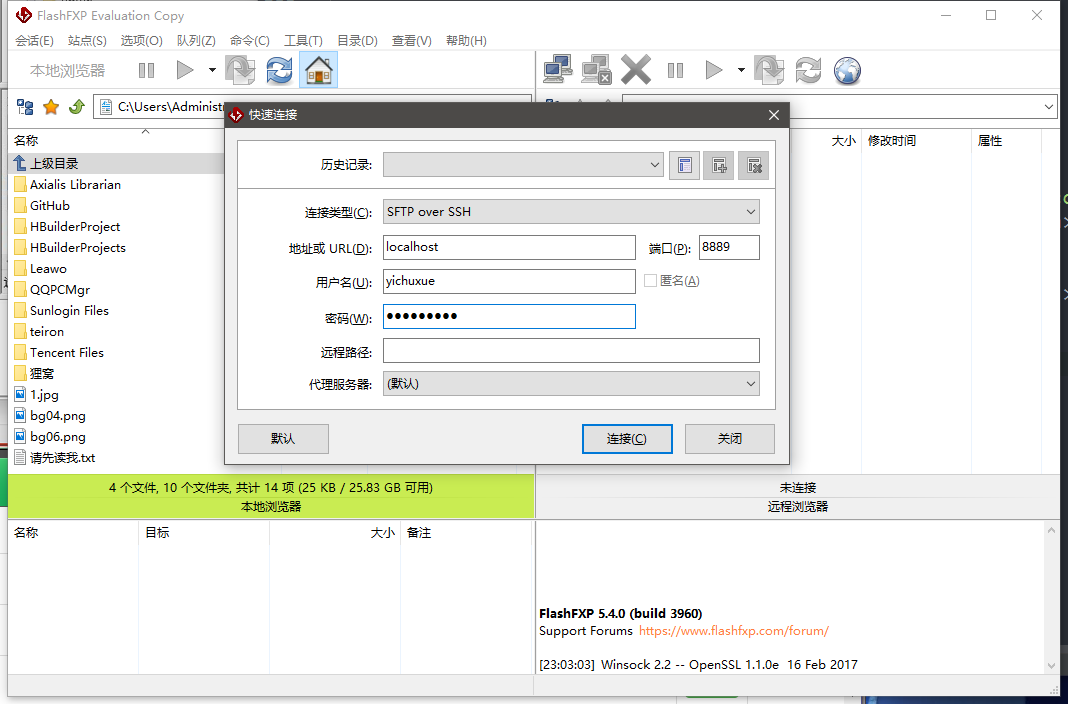 FlashFXP Evaluation Copy
会话(E) 站点(S) 选项(O) 队列(Z) 命令(C) 工具(T) 目录(D) 查看(V) 帮助(H)
本地浏览器
C:\Users\Administ
快速连接
历史记录:
连接类型(C): SFTP over SSH
地址或 URL(D): localhost 端口(P): 8889
用户名(U): yichuxue 匿名(A)
密码(W): ●●●●●●●●●
远程路径:
代理服务器: (默认)
默认 连接(C) 关闭
名称
上级目录
Axialis Librarian
GitHub
HBuilderProject
HBuilderProjects
Leawo
QQPCMgr
Sunlogin Files
teiron
Tencent Files
狸窝
1.jpg
bg04.png
bg06.png
请先读我.txt
大小 修改时间 属性
4 个文件, 10 个文件夹, 共计 14 项 (25 KB / 25.83 GB 可用)
本地浏览器
未连接
远程浏览器
名称 目标 大小 备注
FlashFXP 5.4.0 (build 3960)
Support Forums https://www.flashfxp.com/forum/
[23:03:03] Winsock 2.2 -- OpenSSL 1.1.0e 16 Feb 2017